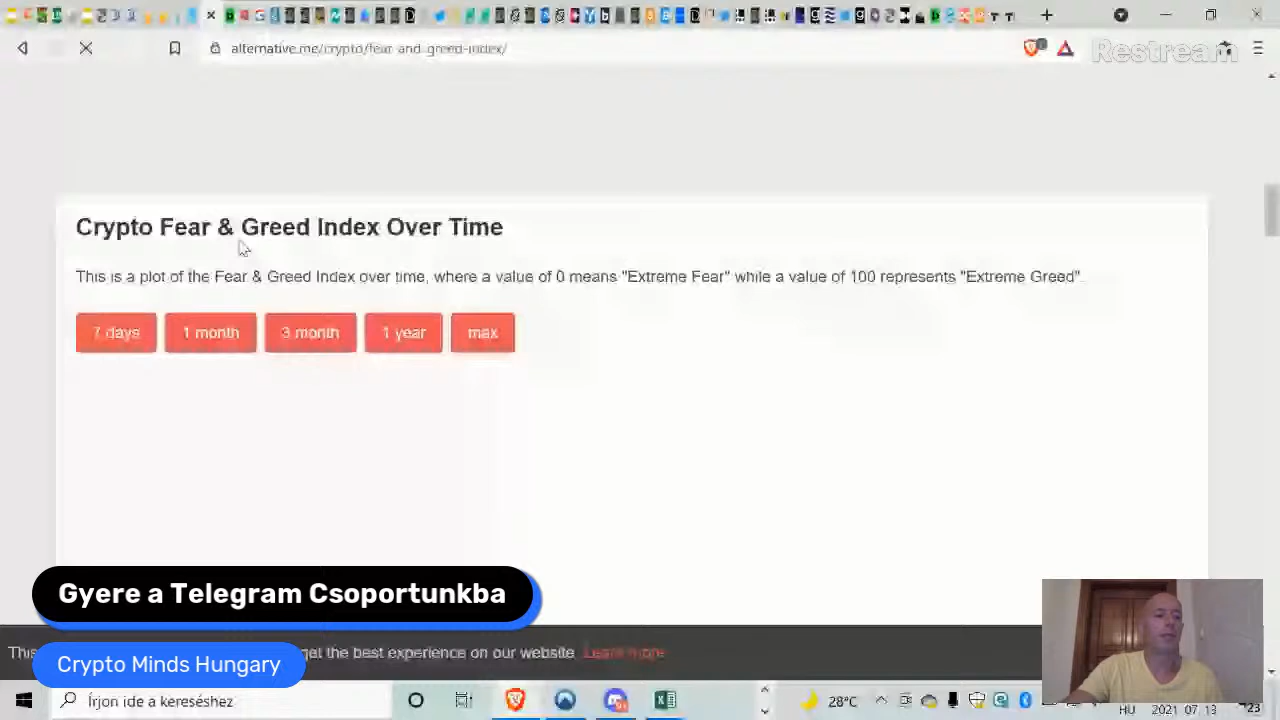 alternative.me/crypto/fear-and-greed-index/
Restream
Crypto Fear & Greed Index Over Time
This is a plot of the Fear & Greed Index over time, where a value of 0 means "Extreme Fear" while a value of 100 represents "Extreme Greed".
7 days
1 month
3 month
1 year
max
Gyere a Telegram Csoportunkba
This
get the best experience on our website
Learn more
Crypto Minds Hungary
Írjon ide a kereséshez
28°C
HU
2021. 07. 13.
23